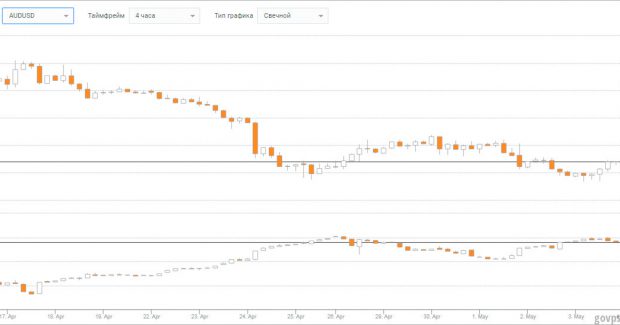 AUDUSD Таймфрейм 4 часа Тип графика Свечной
17. Apr 18. Apr 19. Apr 22. Apr 23. Apr 24. Apr 25. Apr 26. Apr 29. Apr 30. Apr 1. May 2. May 3. May
govps